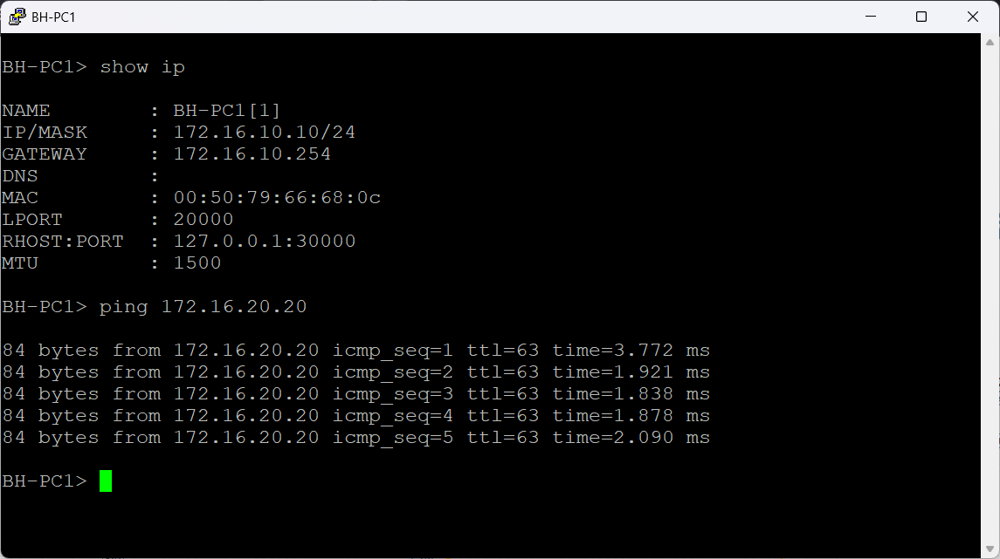 BH-PC1
BH-PC1> show ip
NAME        : BH-PC1[1]
IP/MASK     : 172.16.10.10/24
GATEWAY     : 172.16.10.254
DNS         :
MAC         : 00:50:79:66:68:0c
LPORT       : 20000
RHOST:PORT  : 127.0.0.1:30000
MTU         : 1500
BH-PC1> ping 172.16.20.20
84 bytes from 172.16.20.20 icmp_seq=1 ttl=63 time=3.772 ms
84 bytes from 172.16.20.20 icmp_seq=2 ttl=63 time=1.921 ms
84 bytes from 172.16.20.20 icmp_seq=3 ttl=63 time=1.838 ms
84 bytes from 172.16.20.20 icmp_seq=4 ttl=63 time=1.878 ms
84 bytes from 172.16.20.20 icmp_seq=5 ttl=63 time=2.090 ms
BH-PC1>